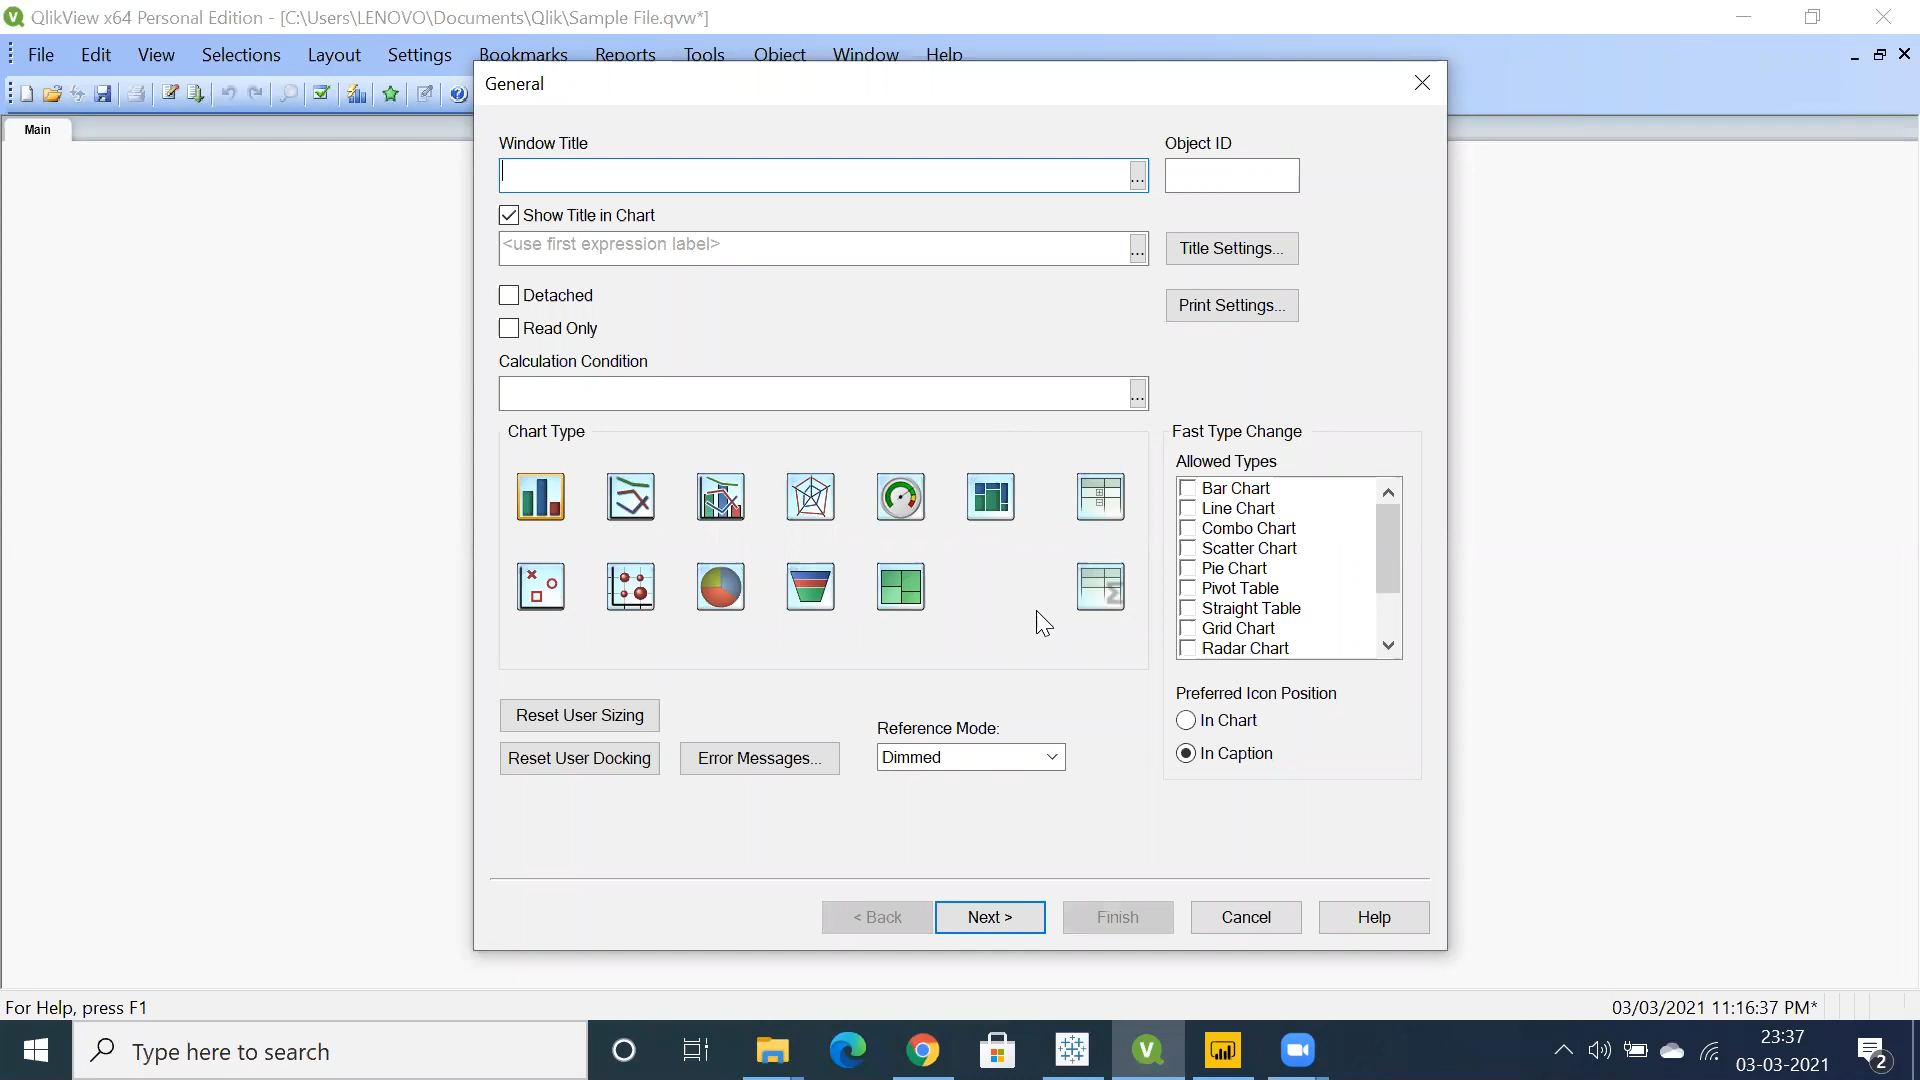 QlikView x64 Personal Edition - [C:\Users\LENOVO\Documents\Qlik\Sample File.qvw*]
File Edit View Selections Layout Settings Bookmarks Reports Tools Object Window Help
General
Main
Window Title
Object ID
...
Show Title in Chart
<use first expression label>
...
Title Settings...
Detached
Print Settings...
Read Only
Calculation Condition
...
Chart Type
Fast Type Change
Allowed Types
Bar Chart
Line Chart
Combo Chart
Scatter Chart
Pie Chart
Pivot Table
Straight Table
Grid Chart
Radar Chart
Preferred Icon Position
In Chart
In Caption
Reset User Sizing
Reset User Docking
Error Messages...
Reference Mode:
Dimmed
< Back
Next >
Finish
Cancel
Help
For Help, press F1
03/03/2021 11:16:37 PM*
Type here to search
23:37
03-03-2021
2